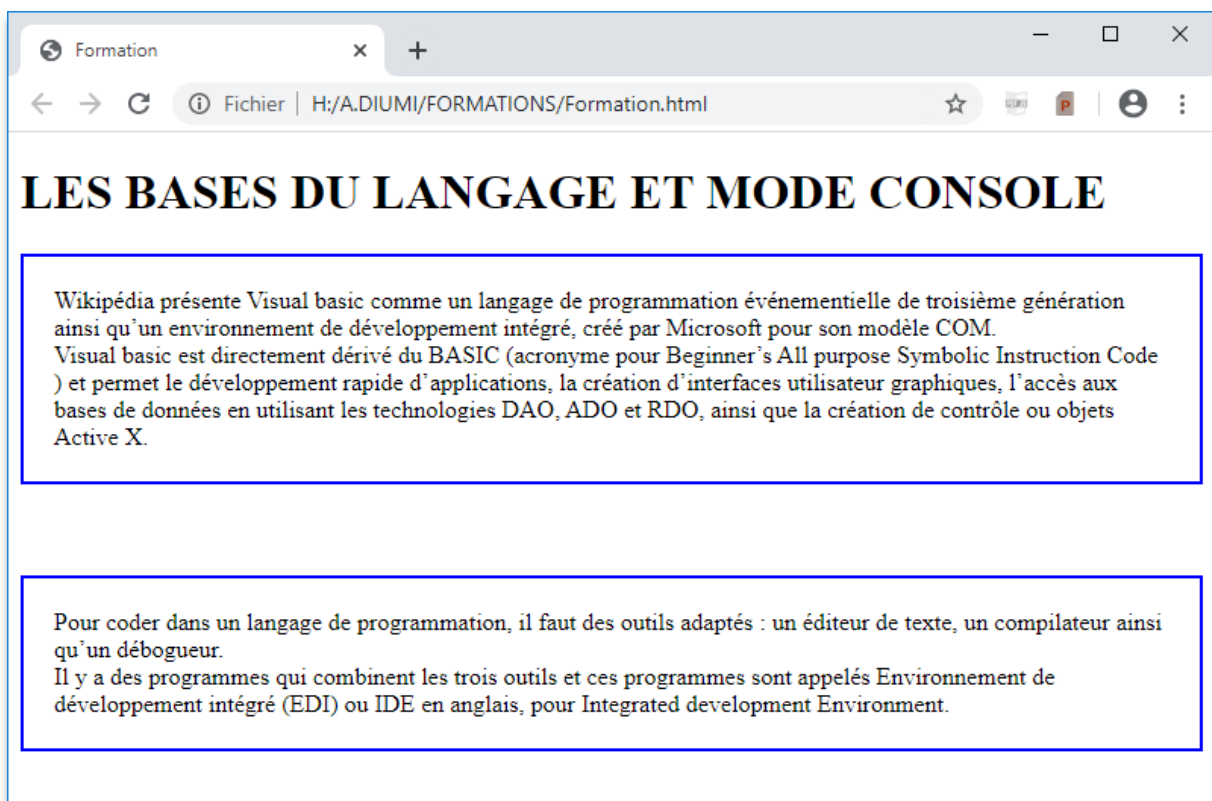 Formation
Fichier | H:/A.DIUMI/FORMATIONS/Formation.html
LES BASES DU LANGAGE ET MODE CONSOLE
Wikipédia présente Visual basic comme un langage de programmation événementielle de troisième génération
ainsi qu’un environnement de développement intégré, créé par Microsoft pour son modèle COM.
Visual basic est directement dérivé du BASIC (acronyme pour Beginner’s All purpose Symbolic Instruction Code
) et permet le développement rapide d’applications, la création d’interfaces utilisateur graphiques, l’accès aux
bases de données en utilisant les technologies DAO, ADO et RDO, ainsi que la création de contrôle ou objets
Active X.
Pour coder dans un langage de programmation, il faut des outils adaptés : un éditeur de texte, un compilateur ainsi
qu’un débogueur.
Il y a des programmes qui combinent les trois outils et ces programmes sont appelés Environnement de
développement intégré (EDI) ou IDE en anglais, pour Integrated development Environment.